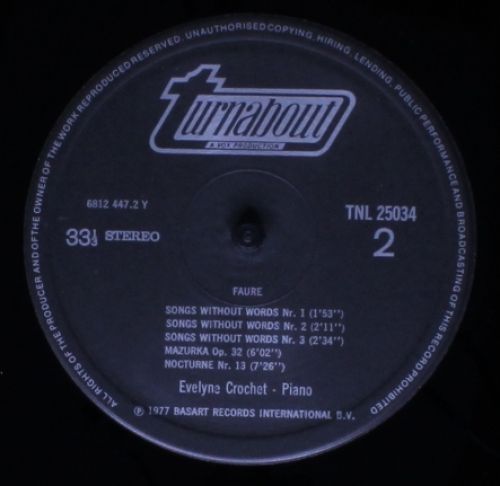 ALL RIGHTS OF THE PRODUCER AND OF THE OWNER OF THE WORK REPRODUCED RESERVED. UNAUTHORISED COPYING, HIRING, LENDING, PUBLIC PERFORMANCE AND BROADCASTING OF THIS RECORD PROHIBITED
turnabout
A VOX PRODUCTION
6812 447.2 Y
TNL 25034
33⅓ STEREO
2
FAURE
SONGS WITHOUT WORDS Nr. 1 (1'53'')
SONGS WITHOUT WORDS Nr. 2 (2'11'')
SONGS WITHOUT WORDS Nr. 3 (2'34'')
MAZURKA Op. 32 (6'02'')
NOCTURNE Nr. 13 (7'26'')
Evelyne Crochet - Piano
℗ 1977 BASART RECORDS INTERNATIONAL B.V.